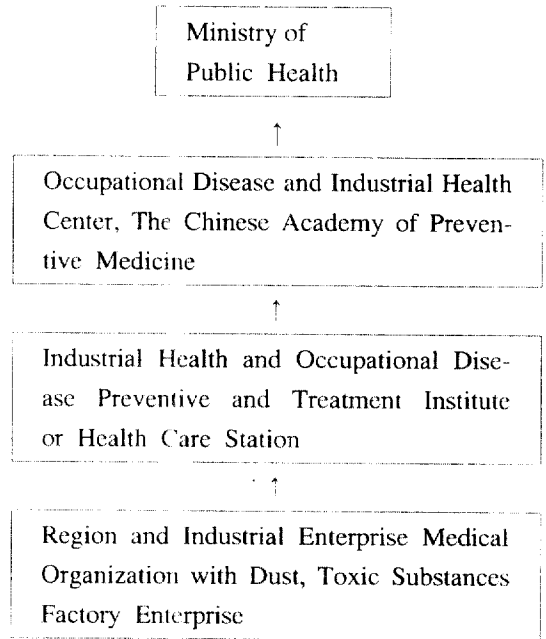 Ministry of
Public Health
↑
Occupational Disease and Industrial Health
Center, The Chinese Academy of Preven-
tive Medicine
↑
Industrial Health and Occupational Dise-
ase Preventive and Treatment Institute
or Health Care Station
↑
Region and Industrial Enterprise Medical
Organization with Dust, Toxic Substances
Factory Enterprise